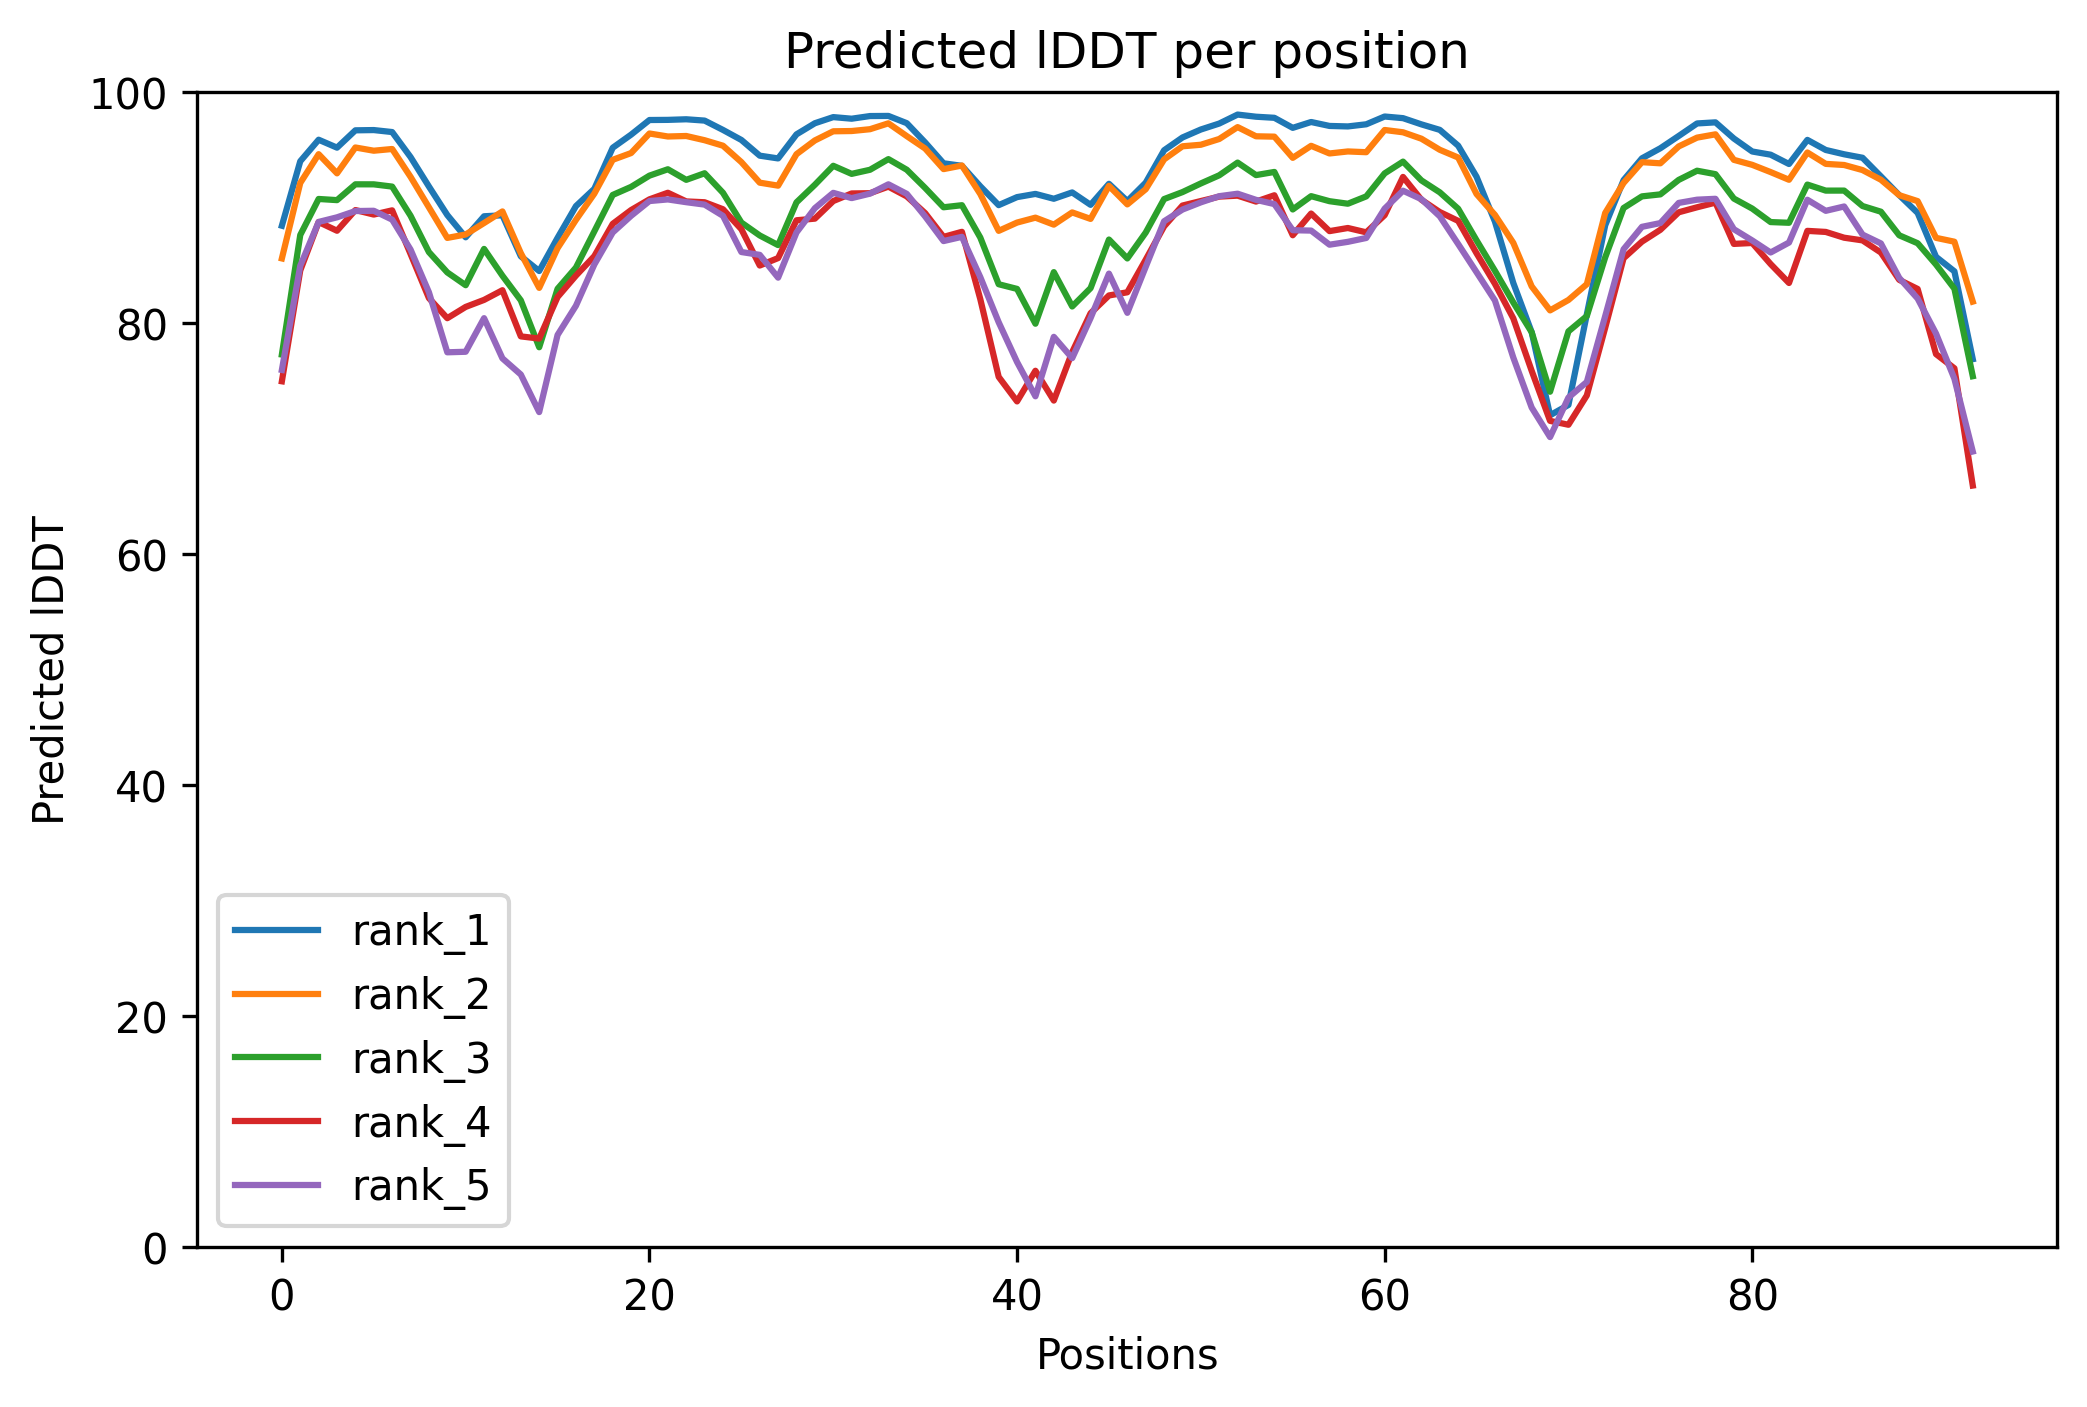 Predicted lDDT per position
100
80
60
40
20
0
Predicted lDDT
rank_1
rank_2
rank_3
rank_4
rank_5
0 20 40 60 80
Positions